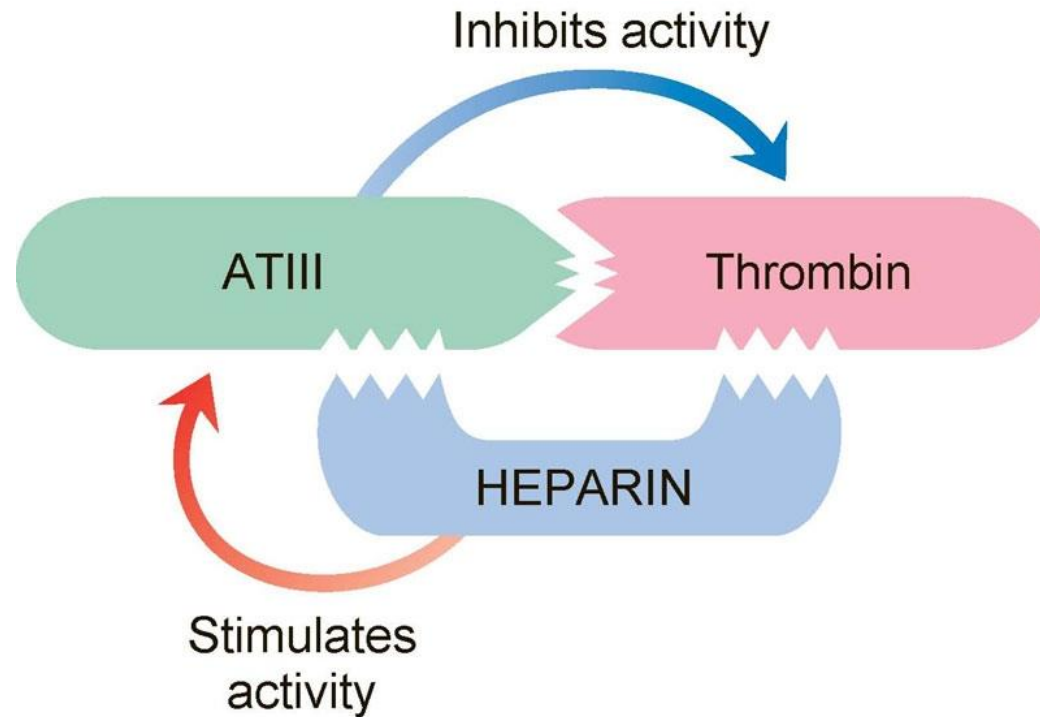 Inhibits activity
ATIII
Thrombin
HEPARIN
Stimulates
activity